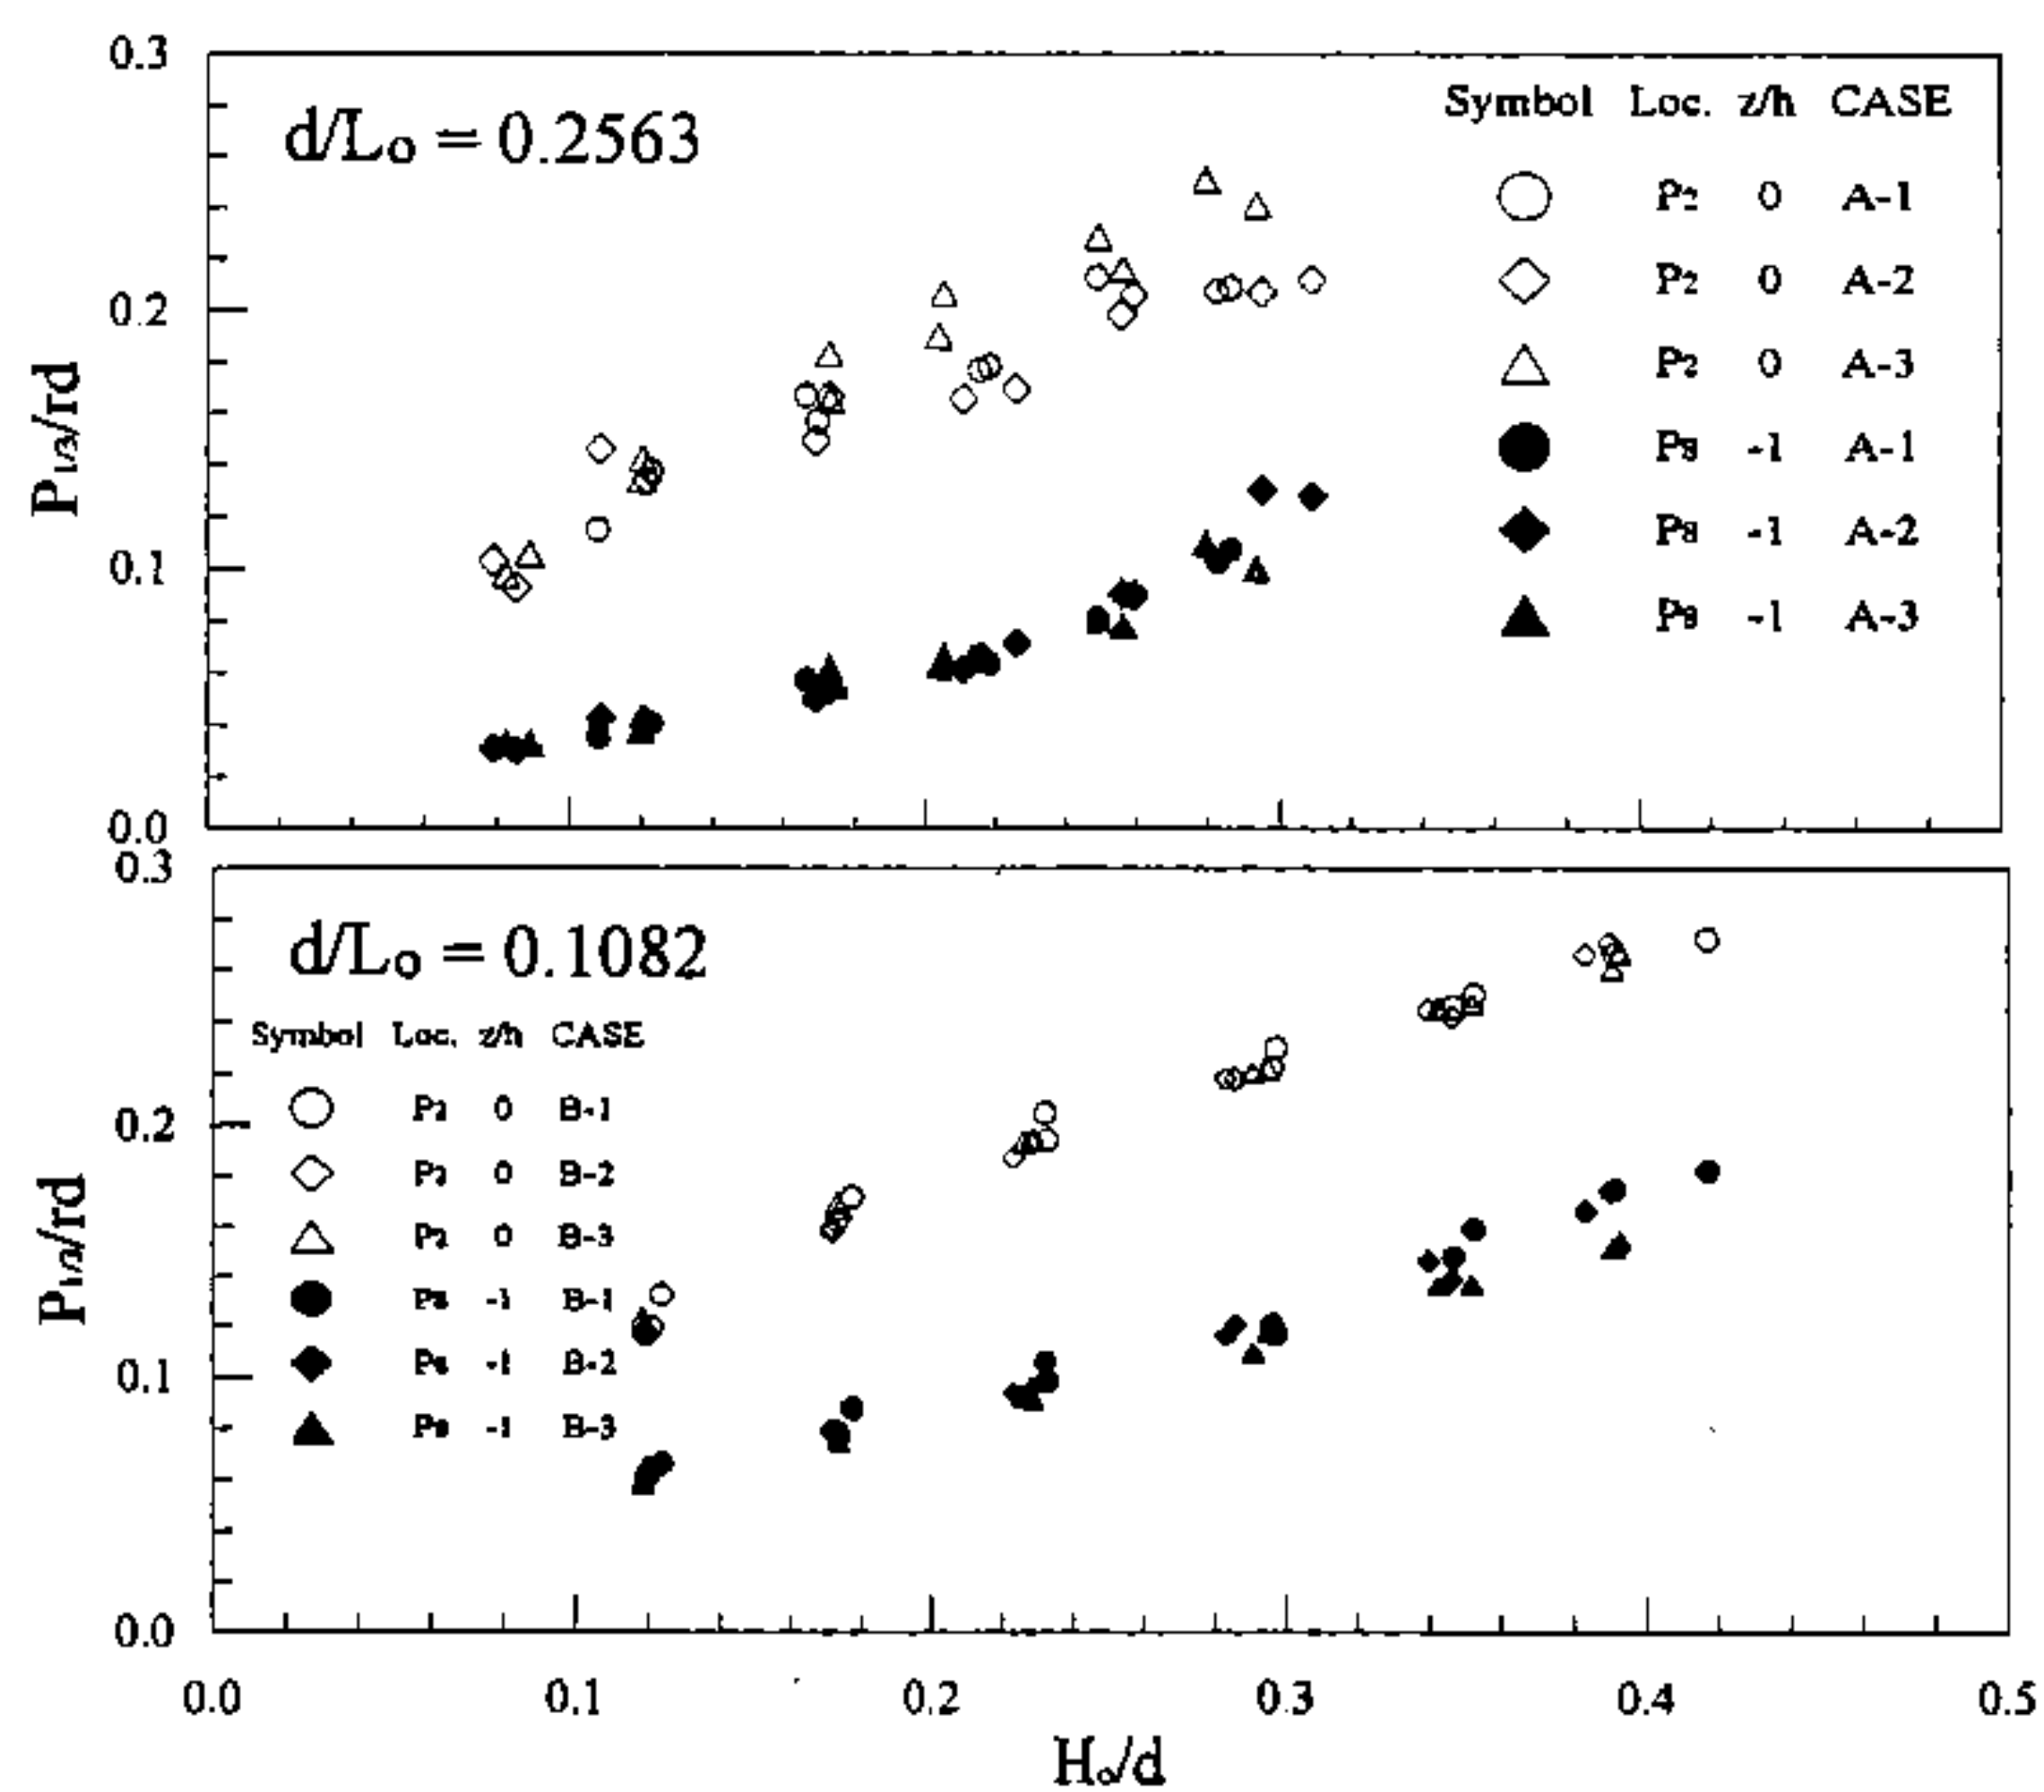 0.3
d/Lo = 0.2563
Symbol Loc. z/h CASE
P2 0 A-1
P2 0 A-2
0.2
P2 0 A-3
P1/3/rd
P8 -1 A-1
P8 -1 A-2
0.1
P8 -1 A-3
0.0
0.3
d/Lo = 0.1082
Symbol Loc. z/h CASE
P2 0 B-1
0.2
P2 0 B-2
P2 0 B-3
P1/3/rd
P8 -1 B-1
P8 -1 B-2
0.1
P8 -1 B-3
0.0
0.0 0.1 0.2 0.3 0.4 0.5
Ho/d